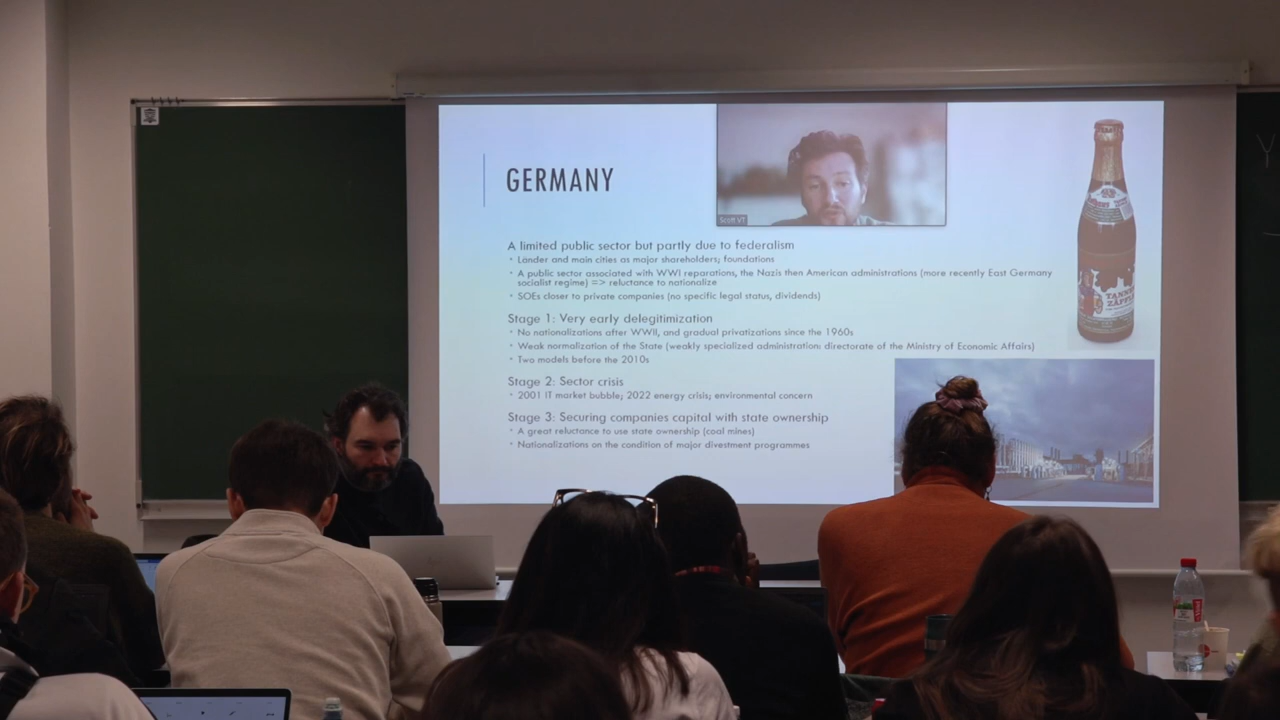 GERMANY
Scott VT
A limited public sector but partly due to federalism
• Länder and main cities as major shareholders; foundations
• A public sector associated with WWI reparations, the Nazis then American administrations (more recently East Germany
socialist regime) => reluctance to nationalize
• SOEs closer to private companies (no specific legal status, dividends)
Stage 1: Very early delegitimization
• No nationalizations after WWII, and gradual privatizations since the 1960s
• Weak normalization of the State (weakly specialized administration: directorate of the Ministry of Economic Affairs)
• Two models before the 2010s
Stage 2: Sector crisis
• 2001 IT market bubble; 2022 energy crisis; environmental concern
Stage 3: Securing companies capital with state ownership
• A great reluctance to use state ownership (coal mines)
• Nationalizations on the condition of major divestment programmes
TANNEN
ZÄPFLE